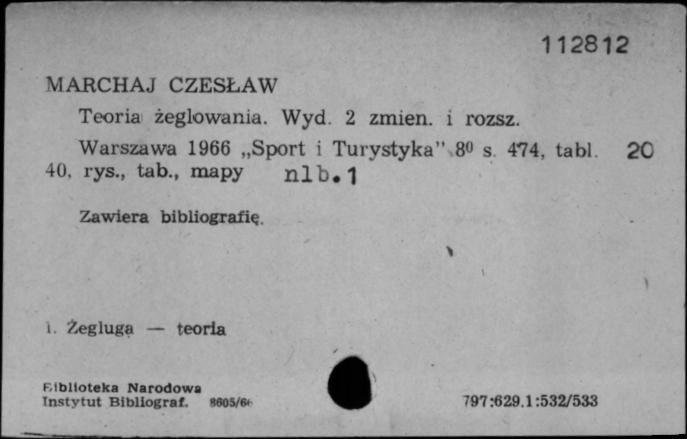 112812
MARCHAJ CZESŁAW
Teoria żeglowania. Wyd. 2 zmien. i rozsz.
Warszawa 1966 „Sport i Turystyka" 8⁰ s. 474, tabl. 20
40, rys., tab., mapy nlb.1
Zawiera bibliografię.
1. Żegluga — teoria
Biblioteka Narodowa
Instytut Bibliograf. 8605/66
797:629.1:532/533